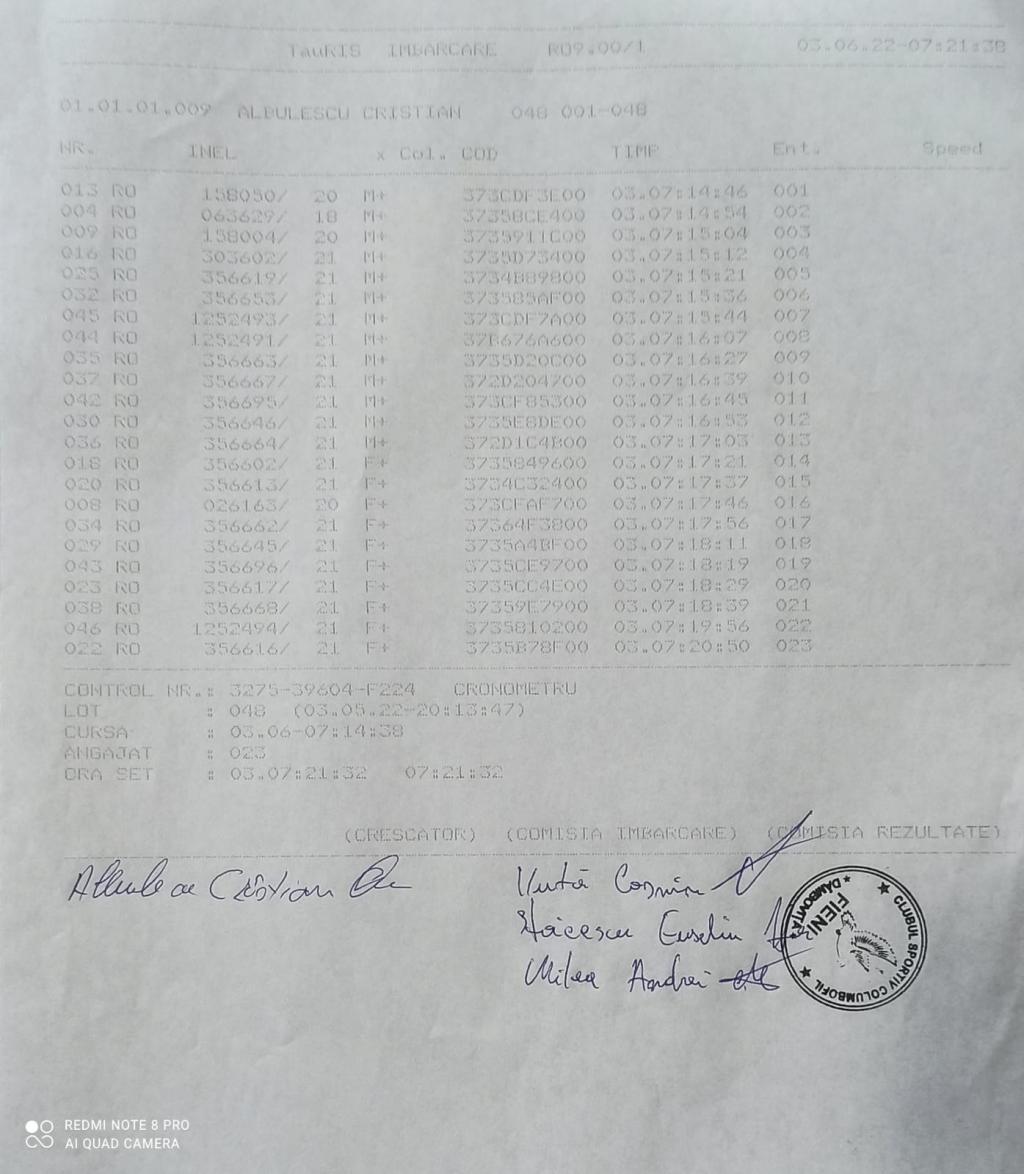 TauRIS IMBARCARE RO9.00/1 03.06.22-07:21:38
01.01.01.009 ALBULESCU CRISTIAN 048 001-048
NR. INEL x Col. COD TIMP Ent. Speed
013 RO 158050/ 20 M+ 373CDF3E00 03.07:14:46 001
004 RO 063629/ 18 M+ 37358CE400 03.07:14:54 002
009 RO 158004/ 20 M+ 3735911C00 03.07:15:04 003
016 RO 303602/ 21 M+ 3735D73400 03.07:15:12 004
025 RO 356619/ 21 M+ 3734B89800 03.07:15:21 005
032 RO 356653/ 21 M+ 373585AF00 03.07:15:36 006
045 RO 1252493/ 21 M+ 373CDF7A00 03.07:15:44 007
044 RO 1252491/ 21 M+ 37B676A600 03.07:16:07 008
035 RO 356663/ 21 M+ 3735D20C00 03.07:16:27 009
037 RO 356667/ 21 M+ 372D204700 03.07:16:39 010
042 RO 356695/ 21 M+ 373CF85300 03.07:16:45 011
030 RO 356646/ 21 M+ 3735E8DE00 03.07:16:53 012
036 RO 356664/ 21 M+ 372D1C4B00 03.07:17:03 013
018 RO 356602/ 21 F+ 3735849600 03.07:17:21 014
020 RO 356613/ 21 F+ 3734C32400 03.07:17:37 015
008 RO 026163/ 20 F+ 373CFAF700 03.07:17:46 016
034 RO 356662/ 21 F+ 37364F3800 03.07:17:56 017
029 RO 356645/ 21 F+ 3735A4BF00 03.07:18:11 018
043 RO 356696/ 21 F+ 3735CE9700 03.07:18:19 019
023 RO 356617/ 21 F+ 3735CC4E00 03.07:18:29 020
038 RO 356668/ 21 F+ 37359E7900 03.07:18:39 021
046 RO 1252494/ 21 F+ 3735810200 03.07:19:56 022
022 RO 356616/ 21 F+ 3735B78F00 03.07:20:50 023
CONTROL NR.: 3275-39604-F224 CRONOMETRU
LOT : 048 (03.05.22-20:13:47)
CURSA : 03.06-07:14:38
ANGAJAT : 023
ORA SET : 03.07:21:32 07:21:32
(CRESCATOR) (COMISIA IMBARCARE) (COMISIA REZULTATE)
Cristian Cosmin
Milea Andrei
CLUBUL SPORTIV COLUMBOFIL
FIENI
DAMBOVITA
REDMI NOTE 8 PRO
AI QUAD CAMERA